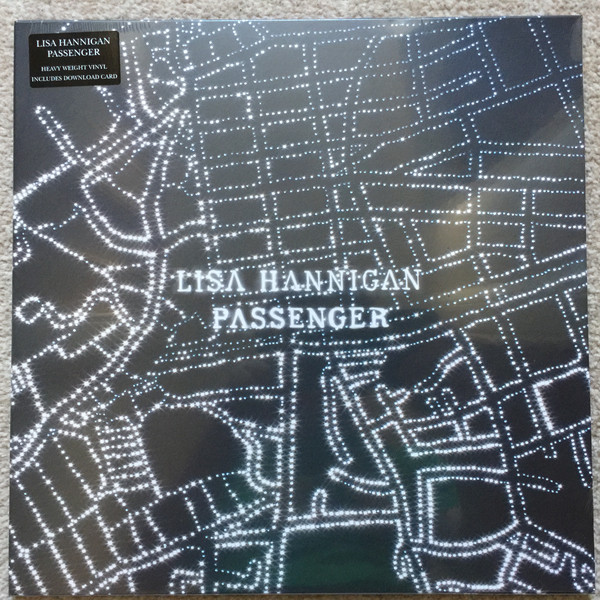 LISA HANNIGAN
PASSENGER
HEAVY WEIGHT VINYL
INCLUDES DOWNLOAD CARD
LISA HANNIGAN
PASSENGER